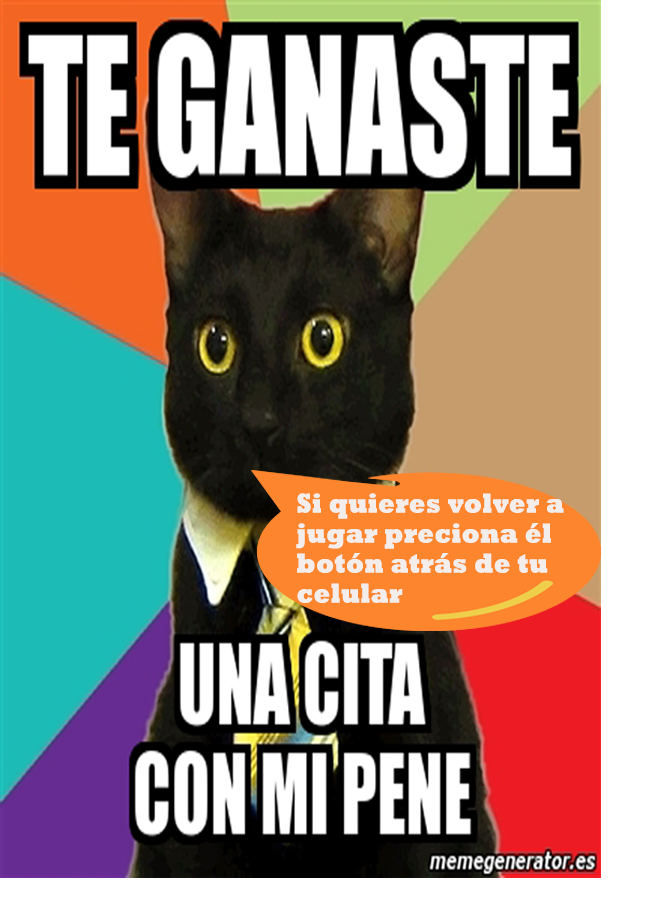 TE GANASTE
Si quieres volver a
jugar preciona él
botón atrás de tu
celular
UNA CITA
CON MI PENE
memegenerator.es